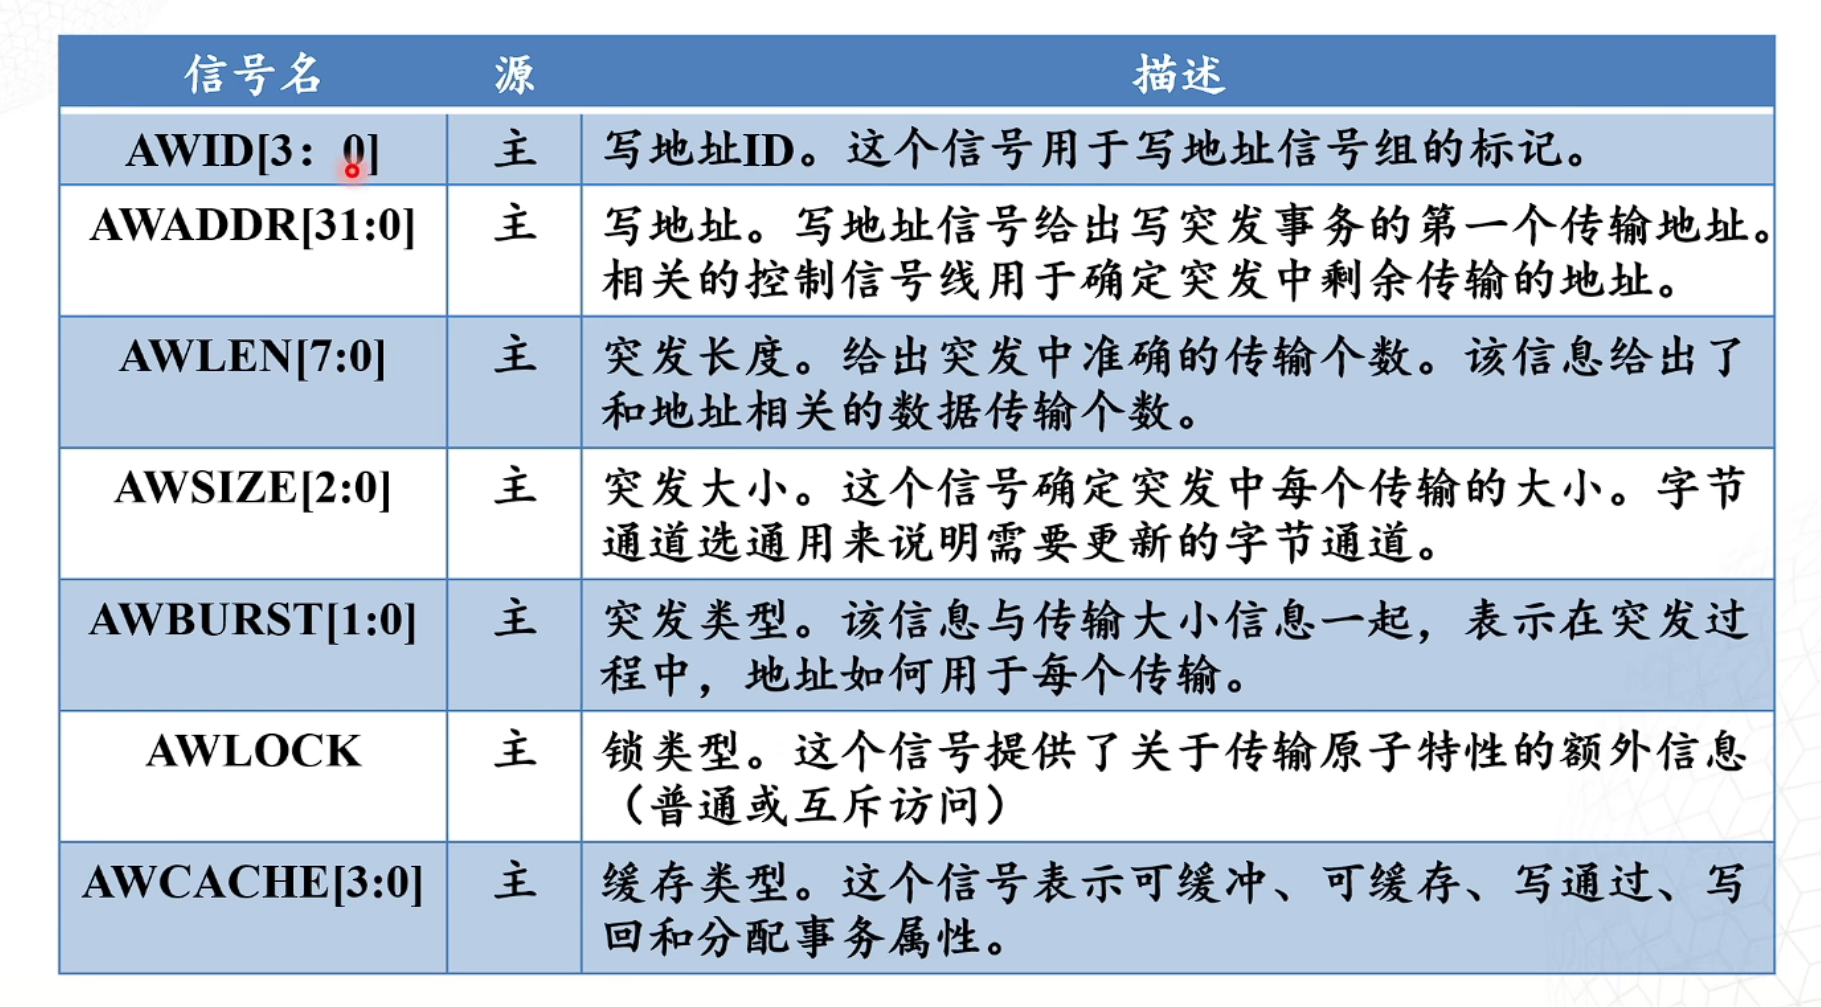 信号名 源 描述
AWID[3：0] 主 写地址ID。这个信号用于写地址信号组的标记。
AWADDR[31:0] 主 写地址。写地址信号给出写突发事务的第一个传输地址。
相关的控制信号线用于确定突发中剩余传输的地址。
AWLEN[7:0] 主 突发长度。给出突发中准确的传输个数。该信息给出了
和地址相关的数据传输个数。
AWSIZE[2:0] 主 突发大小。这个信号确定突发中每个传输的大小。字节
通道选通用来说明需要更新的字节通道。
AWBURST[1:0] 主 突发类型。该信息与传输大小信息一起，表示在突发过
程中，地址如何用于每个传输。
AWLOCK 主 锁类型。这个信号提供了关于传输原子特性的额外信息
（普通或互斥访问）
AWCACHE[3:0] 主 缓存类型。这个信号表示可缓冲、可缓存、写通过、写
回和分配事务属性。